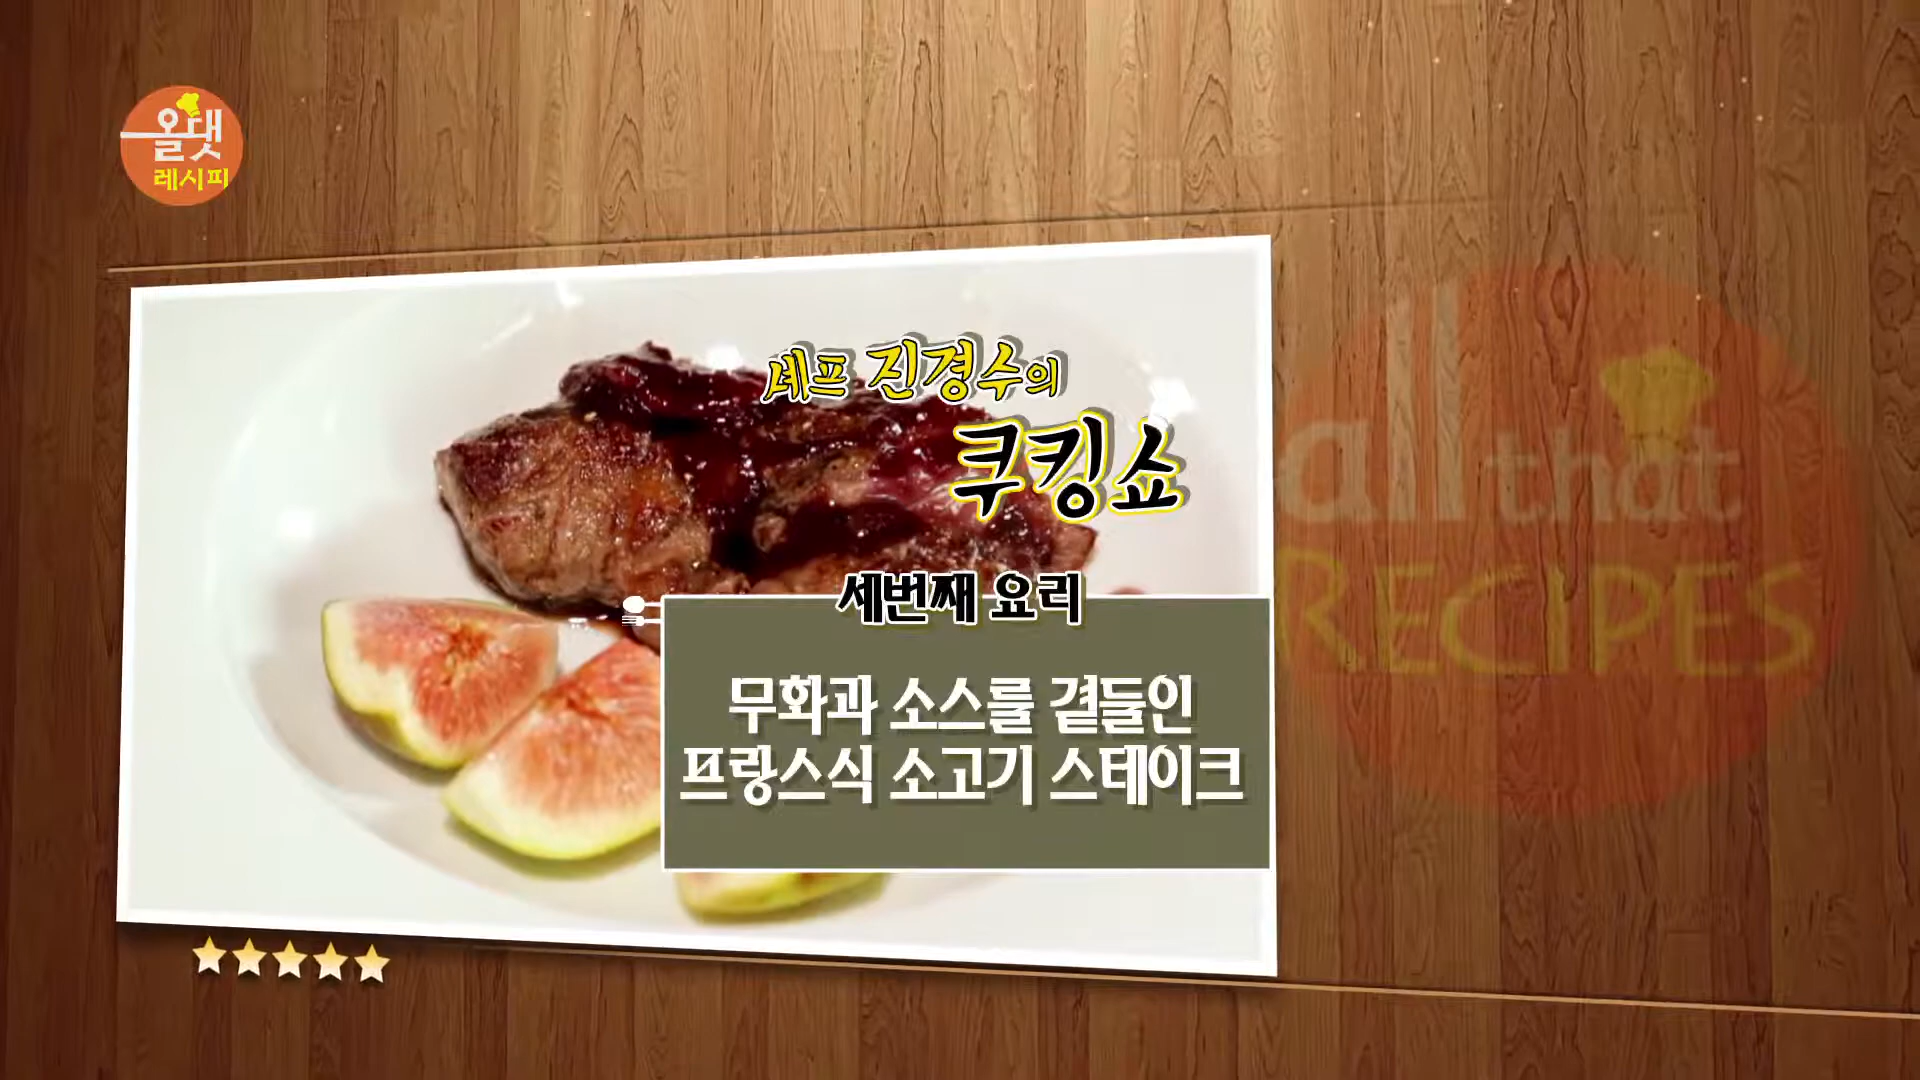 올댓
레시피
셰프 진경수의
쿠킹쇼
세번째 요리
무화과 소스를 곁들인
프랑스식 소고기 스테이크
all that
RECIPES